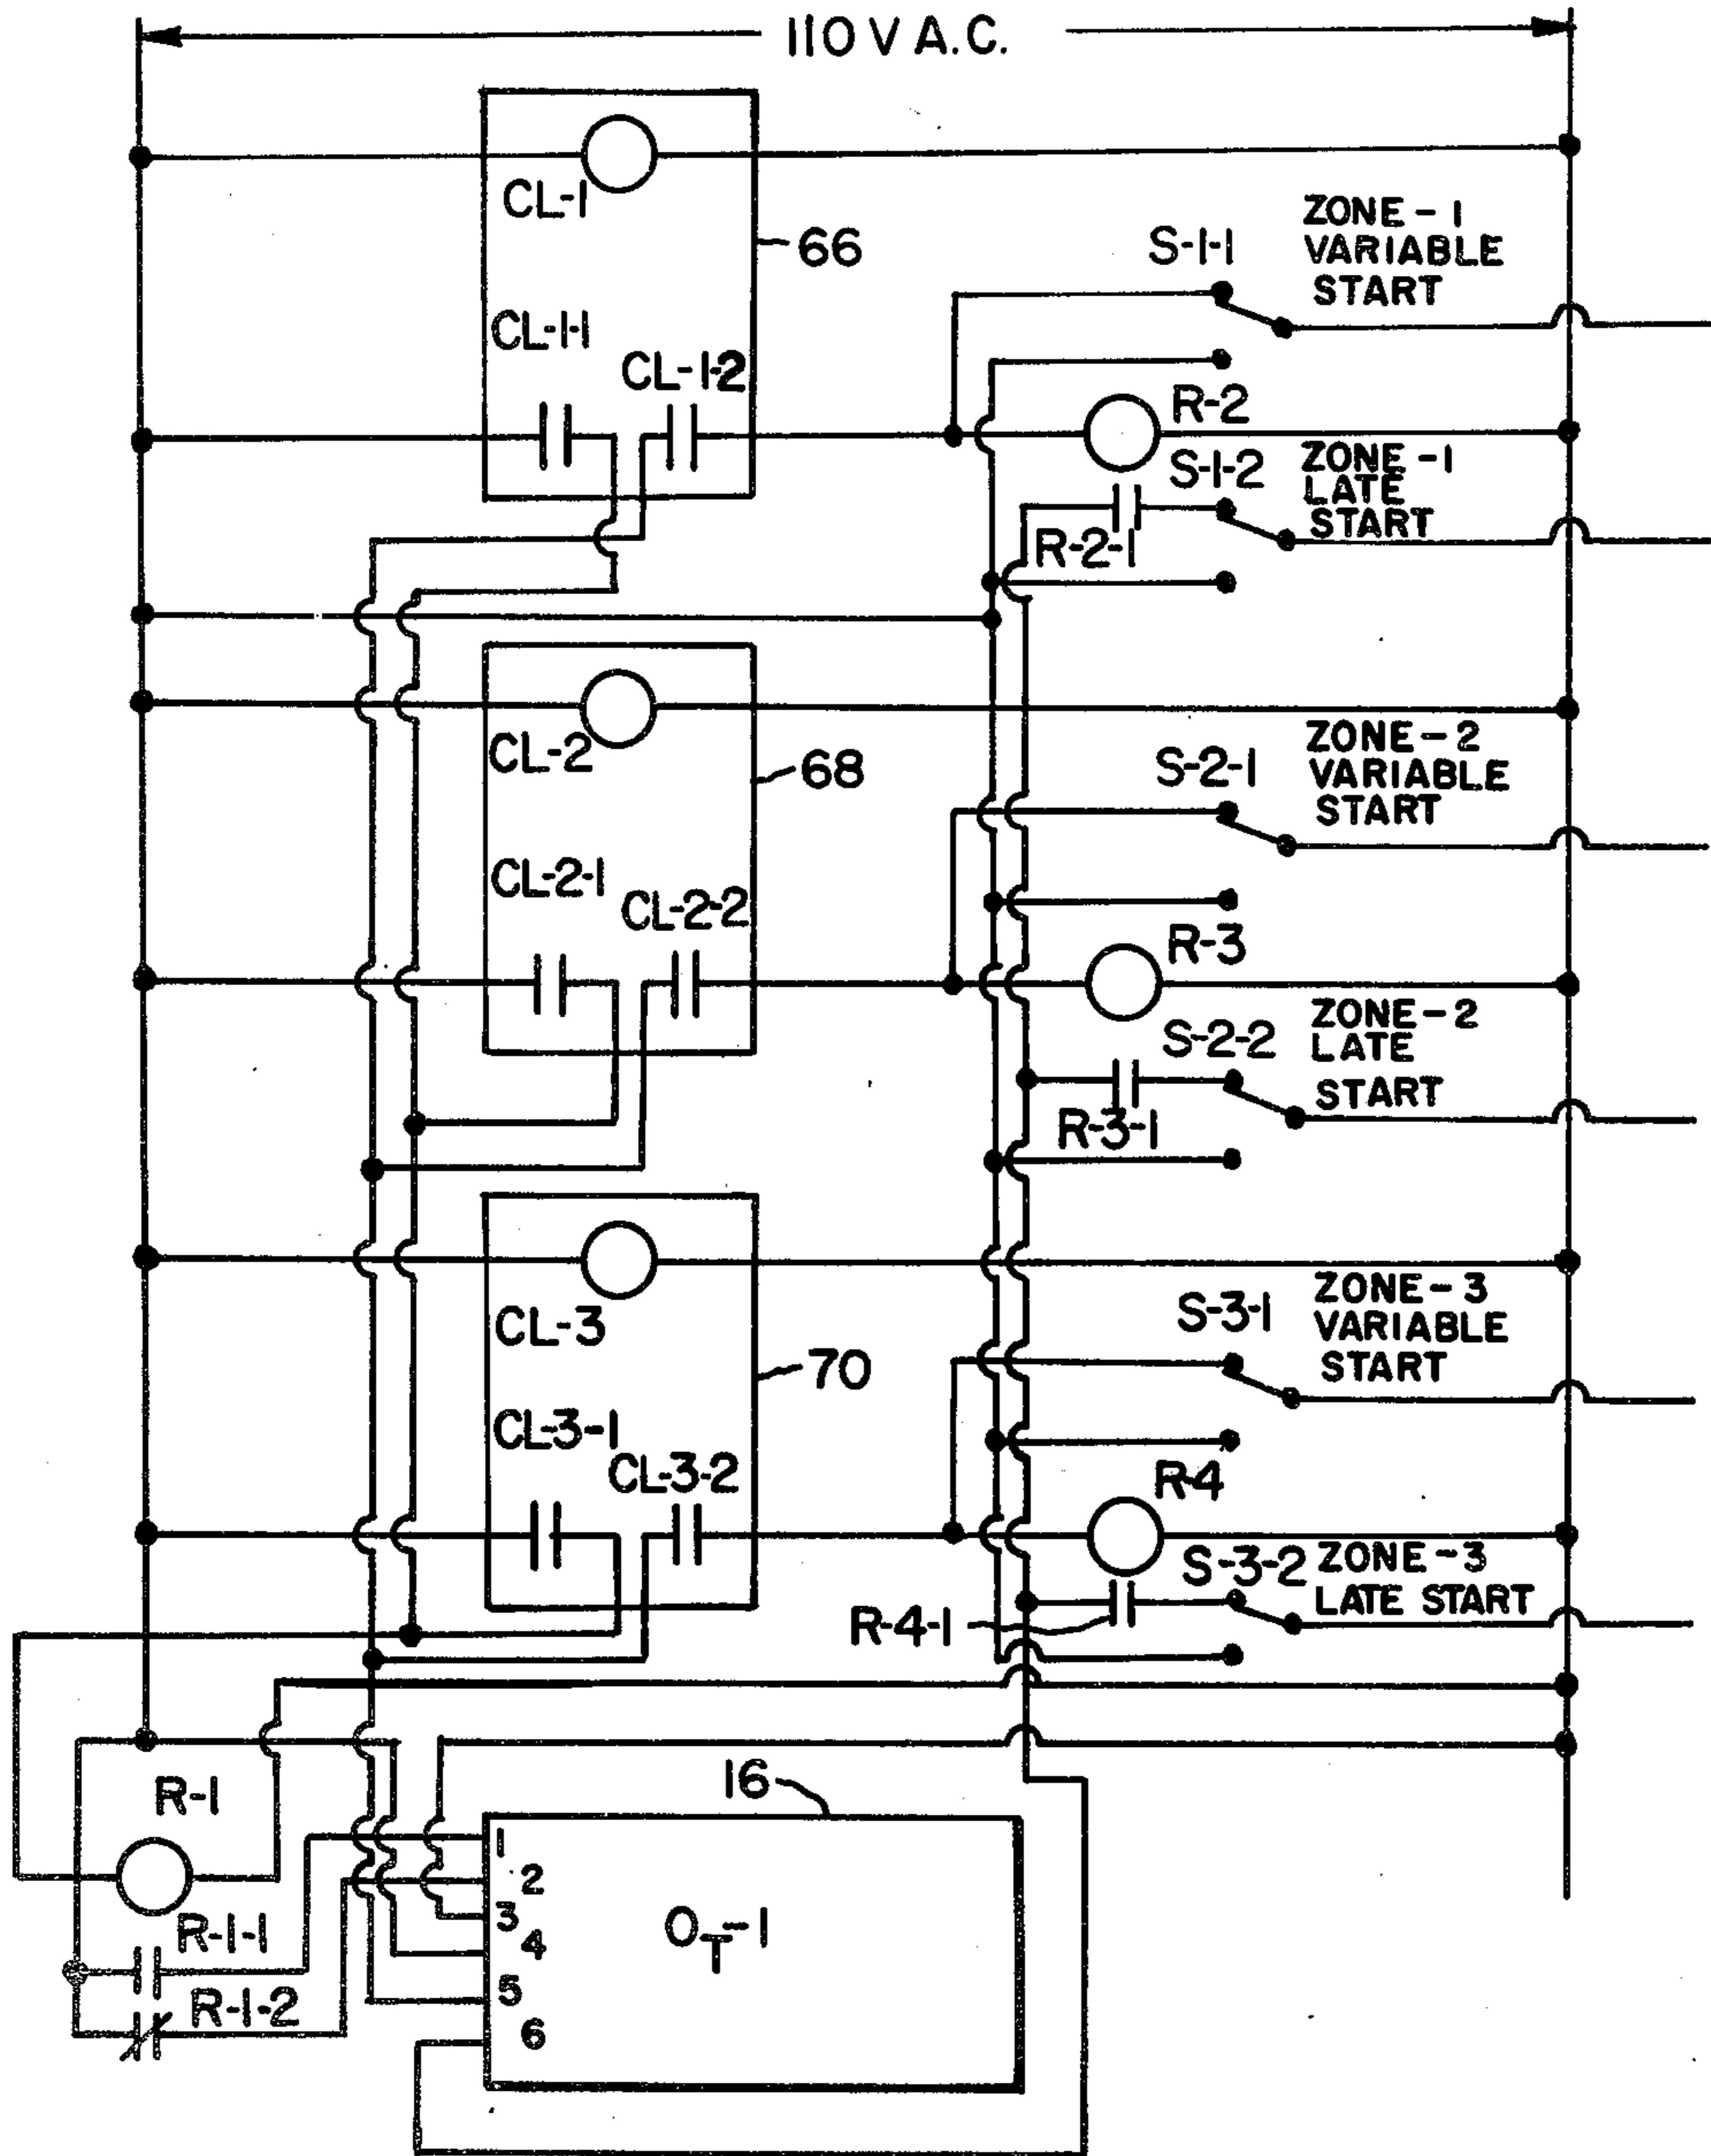 110 V A.C.
CL-1
66
ZONE - 1
VARIABLE
START
S-1-1
CL-1-1
CL-1-2
R-2
S-1-2
ZONE -1
LATE
START
R-2-1
CL-2
68
ZONE - 2
VARIABLE
START
S-2-1
CL-2-1
CL-2-2
R-3
S-2-2
ZONE - 2
LATE
START
R-3-1
CL-3
70
ZONE - 3
VARIABLE
START
S-3-1
CL-3-1
CL-3-2
R-4
S-3-2
ZONE -3
LATE START
R-4-1
16
R-1
1
2
3
4
5
6
OT-1
R-1-1
R-1-2